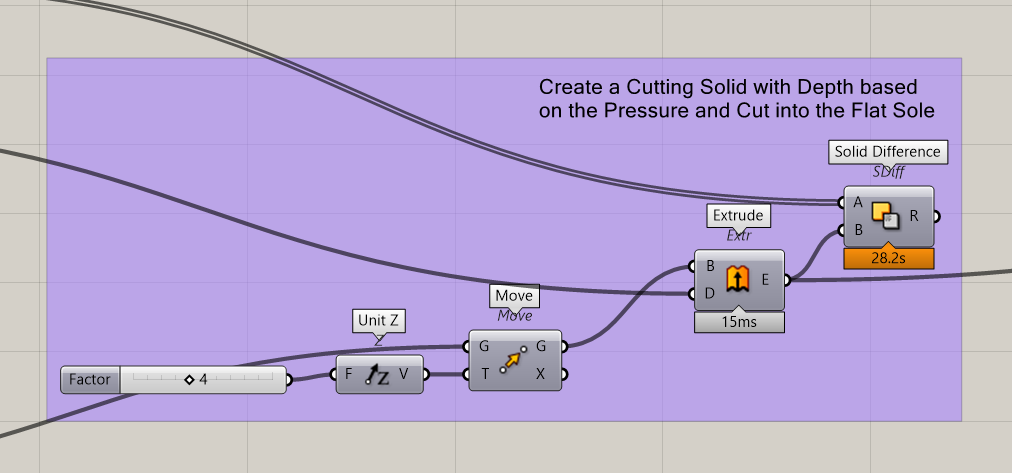 Create a Cutting Solid with Depth based
on the Pressure and Cut into the Flat Sole
Solid Difference
SDiff
A
B
R
28.2s
Extrude
Extr
B
D
E
15ms
Move
Move
G
T
G
X
Unit Z
Z
F
Z
V
Factor
4